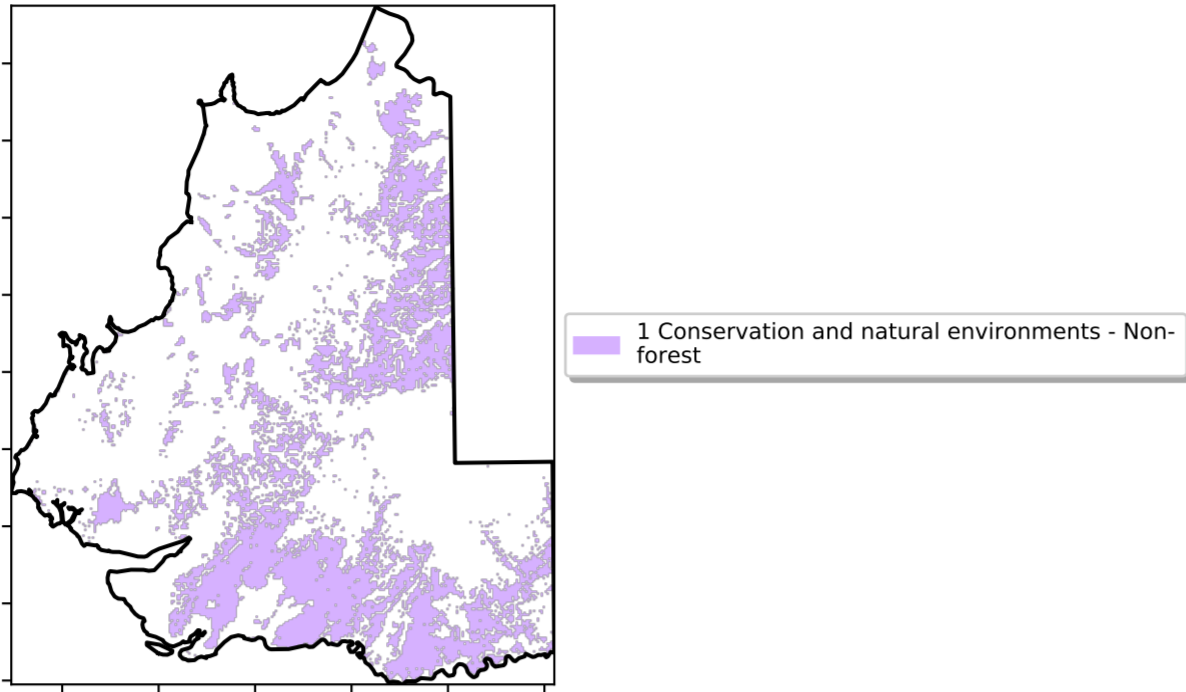 1 Conservation and natural environments - Non-
forest